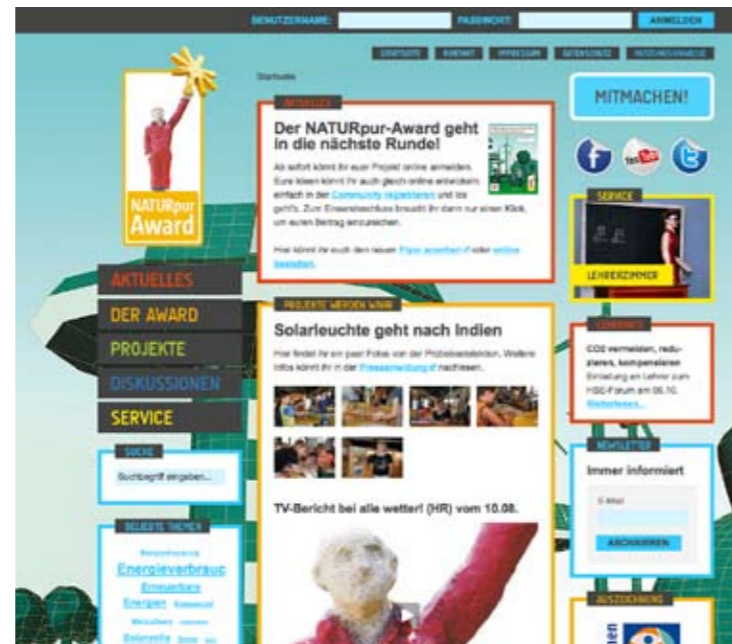 BENUTZERNAME:
PASSWORT:
ANMELDEN
STARTSEITE
KONTAKT
IMPRESSUM
DATENSCHUTZ
Startseite
NATURpur
Award
AKTUELLES
DER AWARD
PROJEKTE
DISKUSSIONEN
SERVICE
SUCHE
Suchbegriff eingeben...
BELIEBTE THEMEN
Energieverbrauc
Erneuerbare
Energien
Solarzelle
AKTUELLES
Der NATURpur-Award geht
in die nächste Runde!
Ab sofort könnt ihr euer Projekt online anmelden.
Eure Ideen könnt ihr auch gleich online entwickeln:
einfach in der Community registrieren und los
geht's. Zum Einsendeschluss braucht ihr dann nur einen Klick,
um euren Beitrag einzureichen.
Hier könnt ihr euch den neuen Flyer ansehen oder online
bestellen.
PROJEKTE WERDEN WAHR
Solarleuchte geht nach Indien
Hier findet ihr ein paar Fotos von der Probeproduktion. Weitere
Infos könnt ihr in der Pressemeldung nachlesen.
TV-Bericht bei alle wetter! (HR) vom 10.08.
MITMACHEN!
You Tube
SERVICE
LEHRERZIMMER
CO2 vermeiden, redu-
zieren, kompensieren
Einladung an Lehrer zum
HSE-Forum am 06.10.
Weiterlesen...
NEWSLETTER
Immer informiert
E-Mail
ABONNIEREN
AUSZEICHNUNG